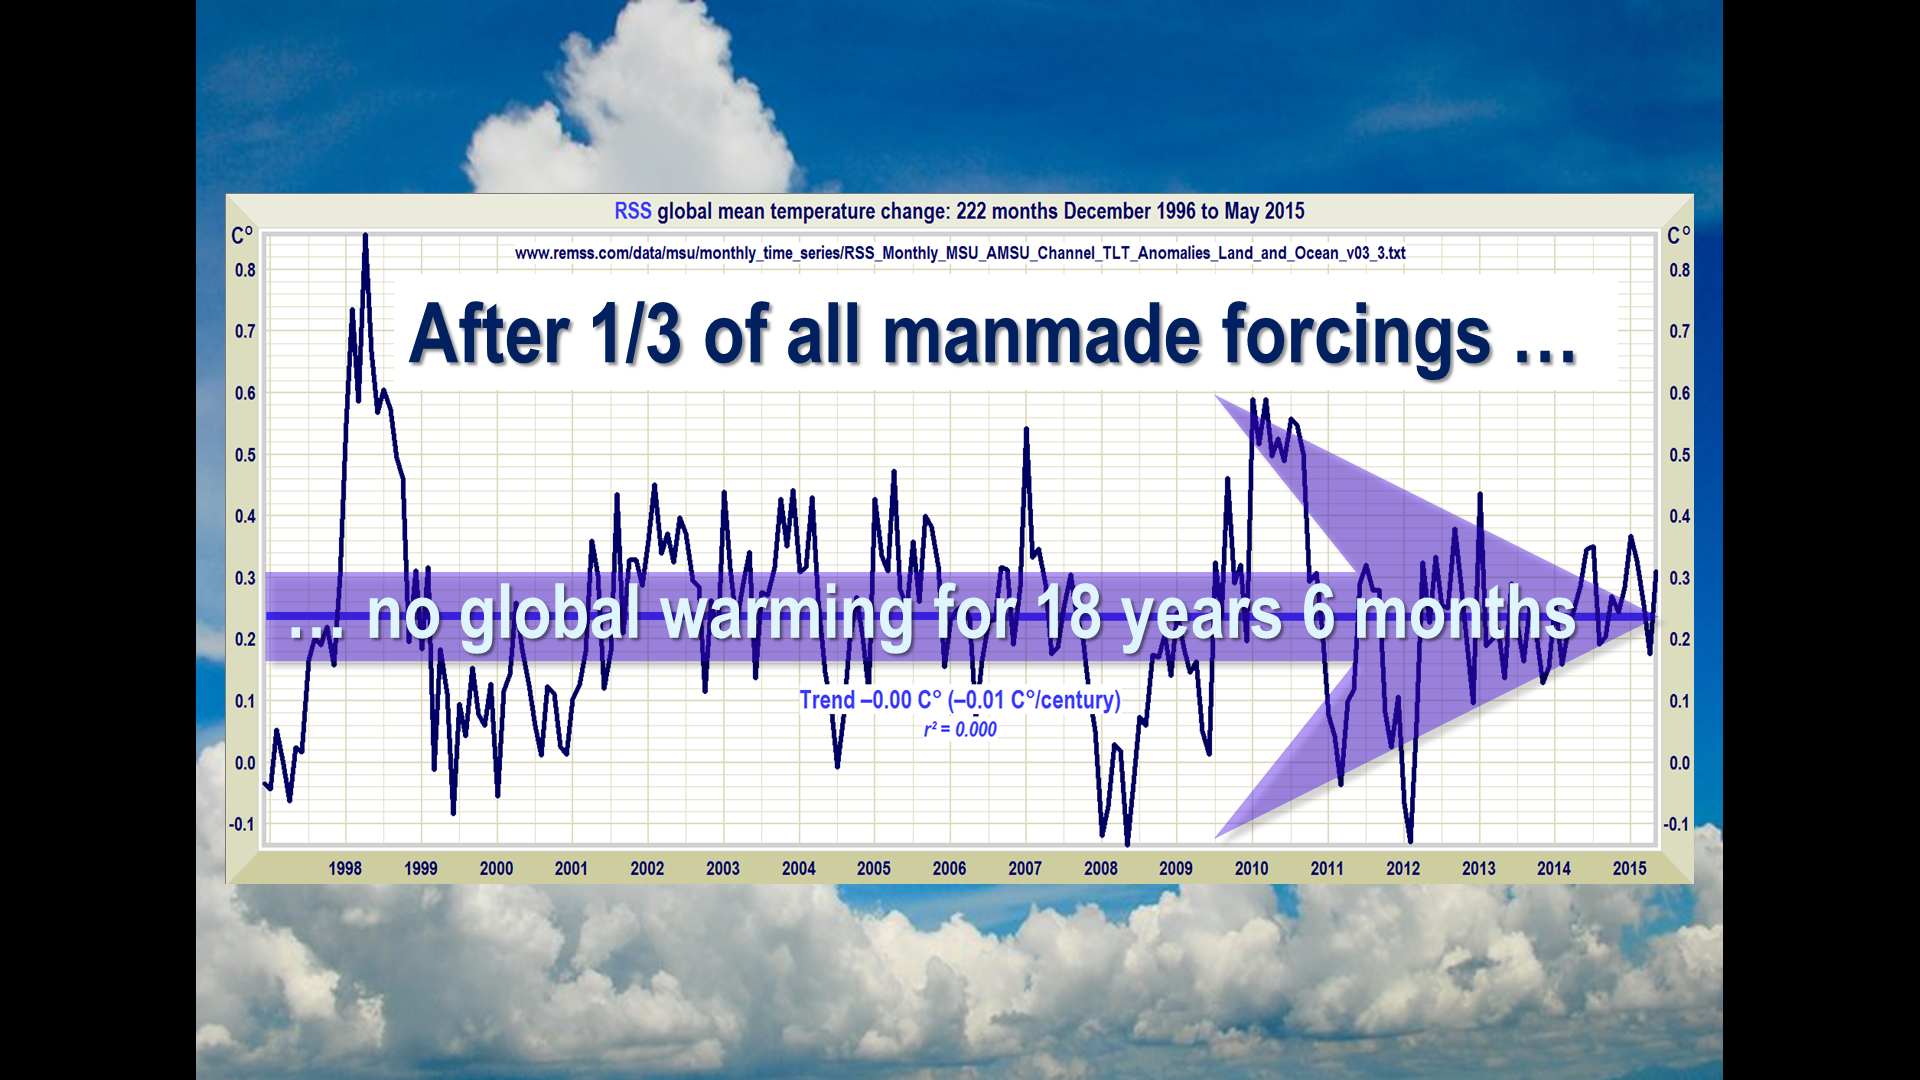 RSS global mean temperature change: 222 months December 1996 to May 2015
C° C°
www.remss.com/data/msu/monthly_time_series/RSS_Monthly_MSU_AMSU_Channel_TLT_Anomalies_Land_and_Ocean_v03_3.txt
0.8 0.8
After 1/3 of all manmade forcings …
0.7 0.7
0.6 0.6
0.5 0.5
0.4 0.4
0.3 0.3
… no global warming for 18 years 6 months
0.2 0.2
Trend –0.00 C° (–0.01 C°/century)
0.1 0.1
r² = 0.000
0.0 0.0
-0.1 -0.1
1998 1999 2000 2001 2002 2003 2004 2005 2006 2007 2008 2009 2010 2011 2012 2013 2014 2015